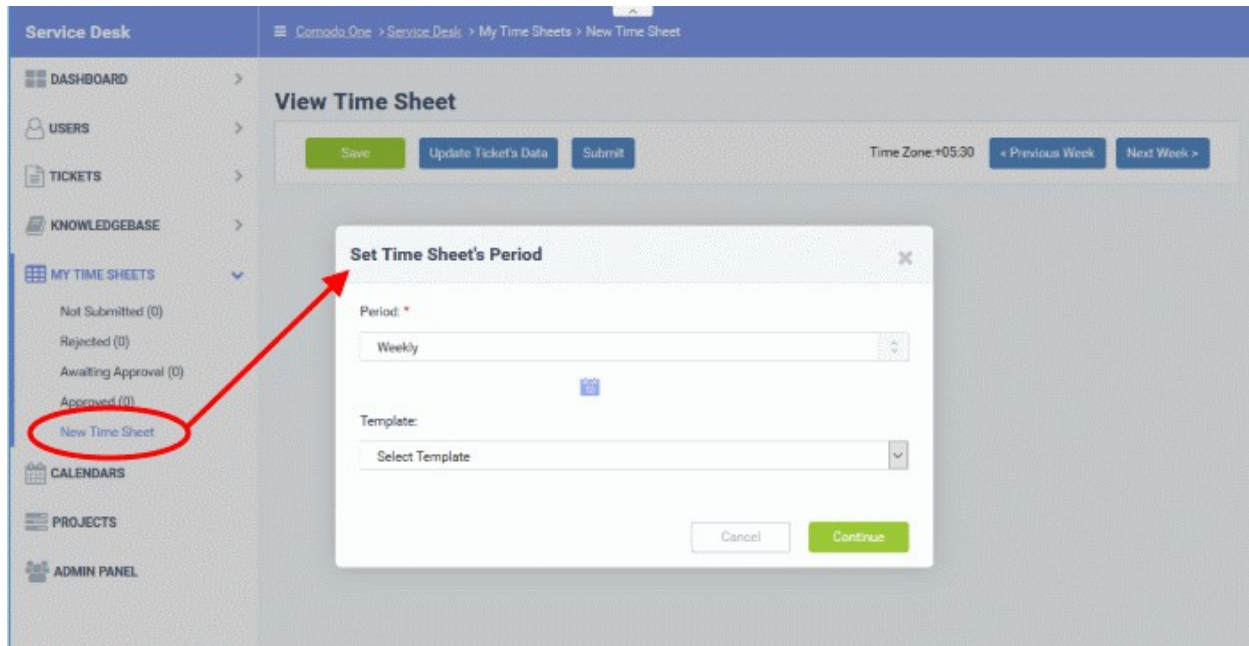 Service Desk
Comodo One > Service Desk > My Time Sheets > New Time Sheet
DASHBOARD
USERS
TICKETS
KNOWLEDGEBASE
MY TIME SHEETS
Not Submitted (0)
Rejected (0)
Awaiting Approval (0)
Approved (0)
New Time Sheet
CALENDARS
PROJECTS
ADMIN PANEL
View Time Sheet
Save Update Ticket's Data Submit Time Zone:+05:30 « Previous Week Next Week »
Set Time Sheet's Period
Period: *
Weekly
Template:
Select Template
Cancel Continue